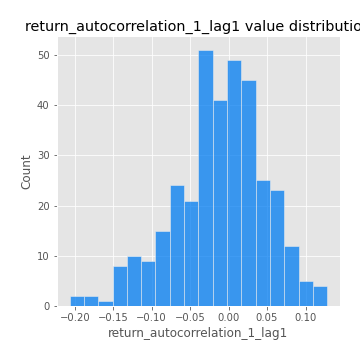 return_autocorrelation_1_lag1 value distributio
50
40
30
20
10
0
Count
−0.20 −0.15 −0.10 −0.05 0.00 0.05 0.10
return_autocorrelation_1_lag1